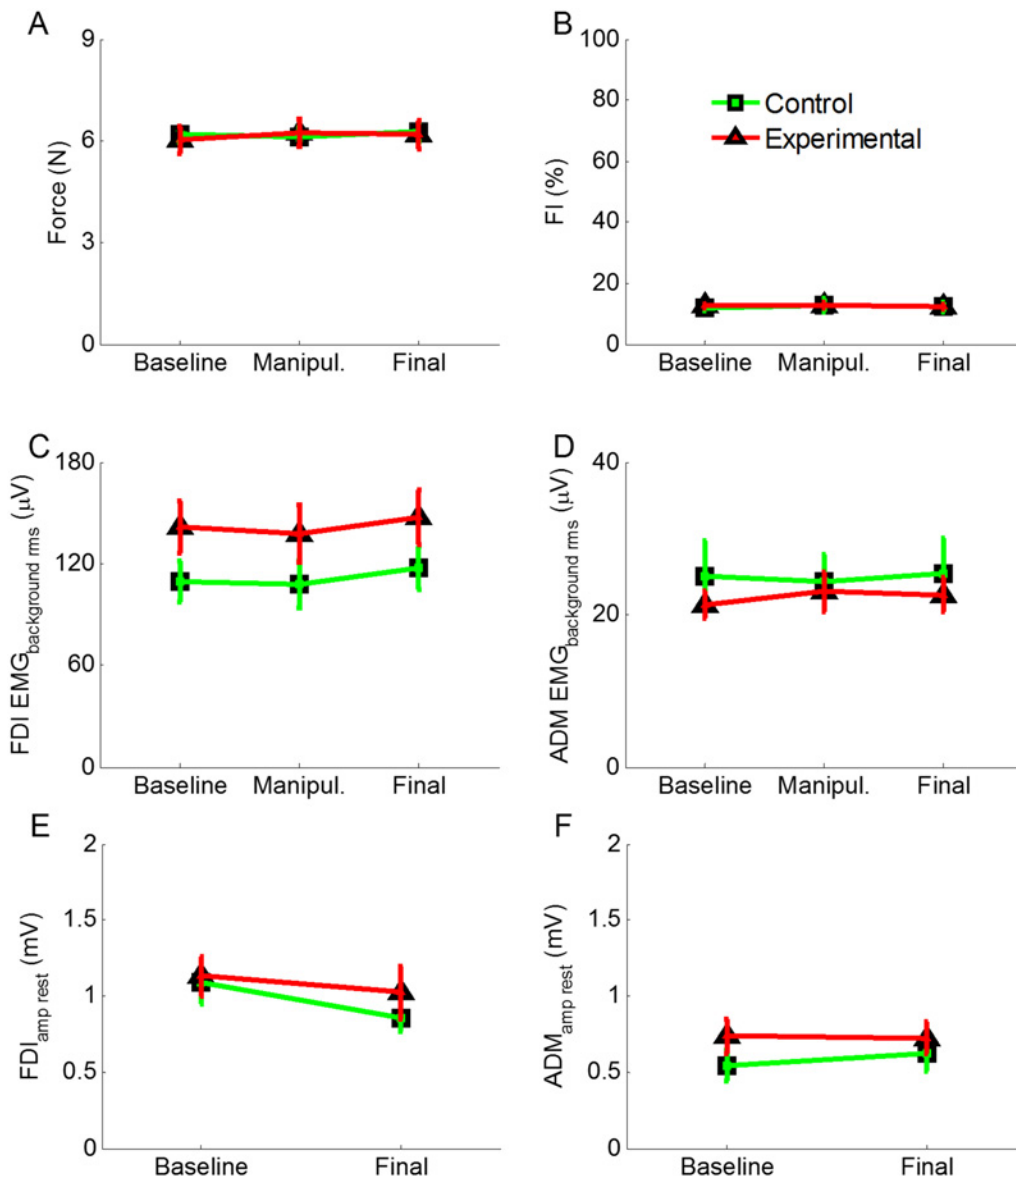 A
9
6
3
0
Force (N)
Baseline Manipul. Final
B
100
80
60
40
20
0
FI (%)
Control
Experimental
Baseline Manipul. Final
C
180
120
60
0
FDI EMGbackground rms (μV)
Baseline Manipul. Final
D
40
20
0
ADM EMGbackground rms (μV)
Baseline Manipul. Final
E
2
1.5
1
0.5
0
FDIamp rest (mV)
Baseline Final
F
2
1.5
1
0.5
0
ADMamp rest (mV)
Baseline Final